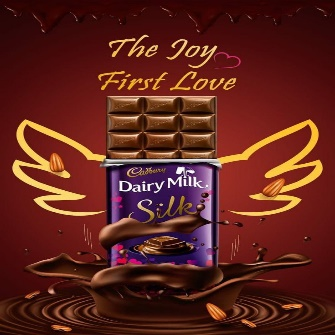 The Joy
First Love
Cadbury
Dairy Milk
Silk